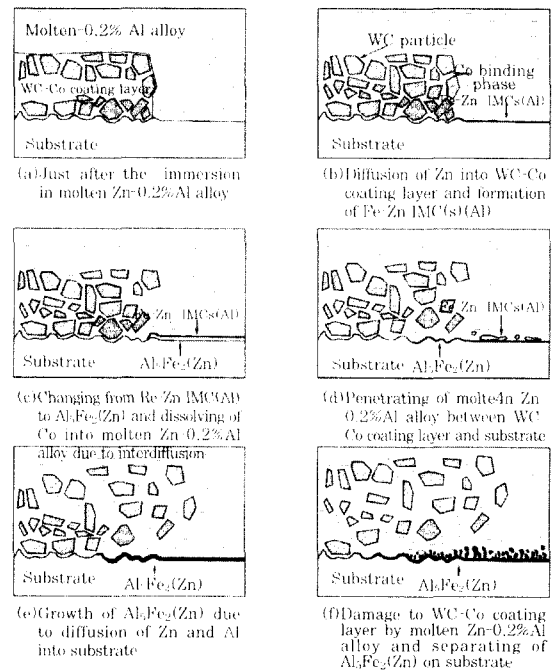 Molten-0.2% Al alloy
WC-Co coating layer
Substrate
(a)Just after the immersion
in molten Zn-0.2%Al alloy
WC particle
Co binding
phase
-Zn IMCs(Al)
Substrate
(b)Diffusion of Zn into WC-Co
coating layer and formation
of Fe-Zn IMC(s)(Al)
Zn IMCs(Al)
Substrate
Al5Fe2(Zn)
(c)Changing from Re-Zn IMC(Al)
to Al5Fe2(Zn) and dissolving of
Co into molten Zn-0.2%Al
alloy due to interdiffusion
Zn IMCs(Al)
Substrate
Al5Fe2(Zn)
(d)Penetrating of molte4n Zn
0.2%Al alloy between WC
Co coating layer and substrate
Substrate
Al5Fe2(Zn)
(e)Growth of Al5Fe2(Zn) due
to diffusion of Zn and Al
into substrate
Substrate
Al5Fe2(Zn)
(f)Damage to WC-Co coating
layer by molten Zn-0.2%Al
alloy and separating of
Al5Fe2(Zn) on substrate